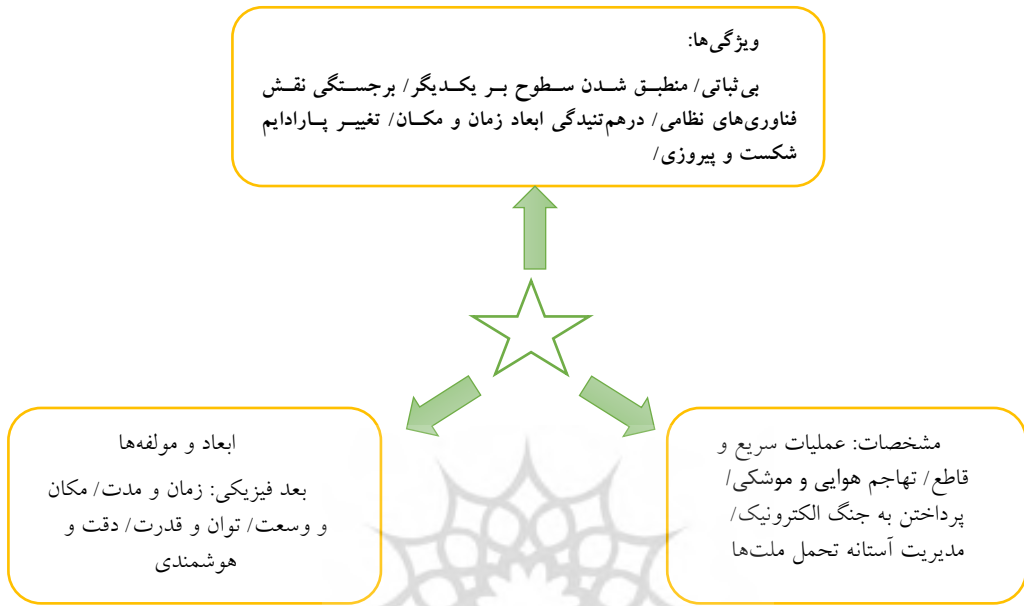 ویژگی‌ها:
بی‌ثباتی/ منطبق شدن سطوح بر یکدیگر/ برجستگی نقش
فناوری‌های نظامی/ درهم‌تنیدگی ابعاد زمان و مکان/ تغییر پارادایم
شکست و پیروزی/
مشخصات: عملیات سریع و
قاطع/ تهاجم هوایی و موشکی/
پرداختن به جنگ الکترونیک/
مدیریت آستانه تحمل ملت‌ها
ابعاد و مولفه‌ها
بعد فیزیکی: زمان و مدت/ مکان
و وسعت/ توان و قدرت/ دقت و
هوشمندی